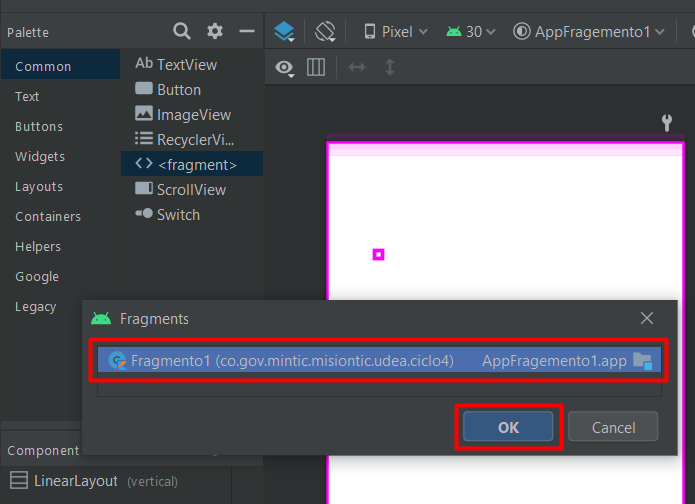 Palette
Pixel
30
AppFragemento1
Common
Text
Buttons
Widgets
Layouts
Containers
Helpers
Google
Legacy
Ab TextView
Button
ImageView
RecyclerVi...
<fragment>
ScrollView
Switch
Fragments
Fragmento1 (co.gov.mintic.misiontic.udea.ciclo4) AppFragemento1.app
OK
Cancel
Component
LinearLayout (vertical)